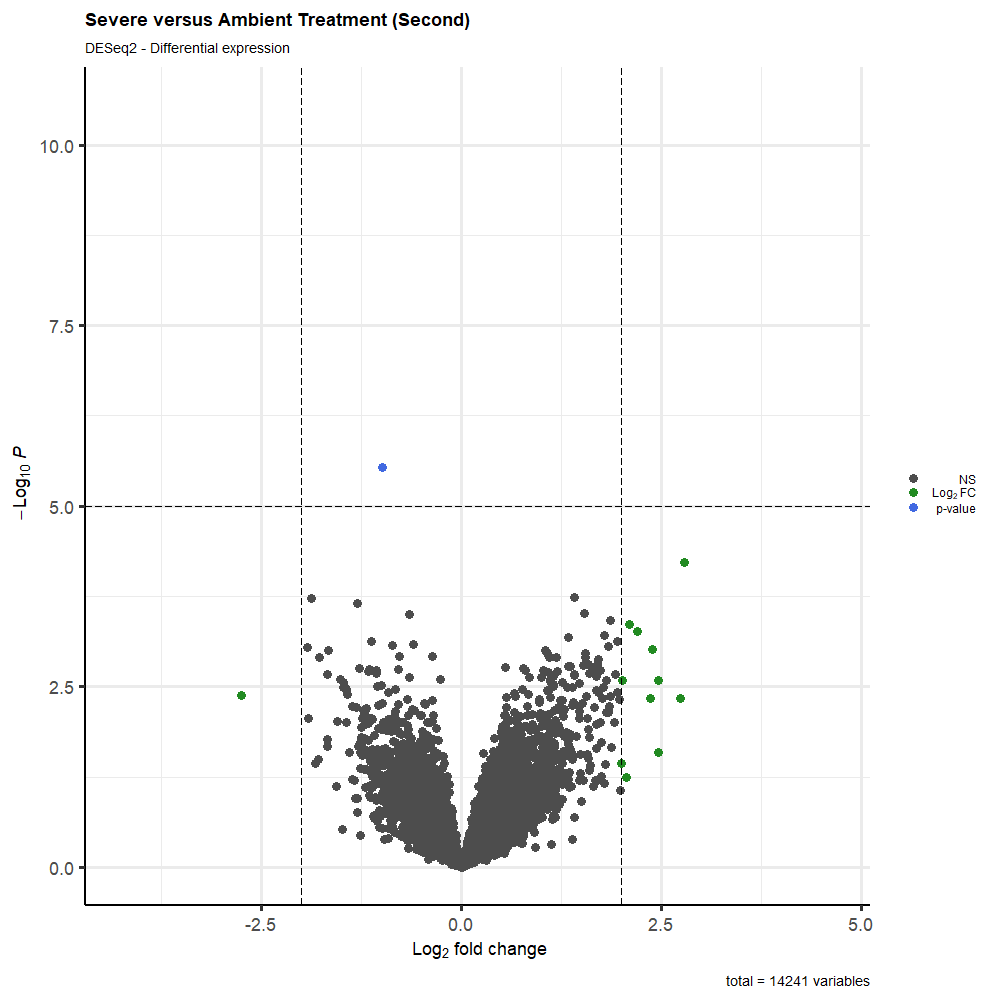 Severe versus Ambient Treatment (Second)
DESeq2 - Differential expression
10.0
7.5
5.0
2.5
0.0
− Log₁₀ P
-2.5
0.0
2.5
5.0
Log₂ fold change
NS
Log₂ FC
p-value
total = 14241 variables